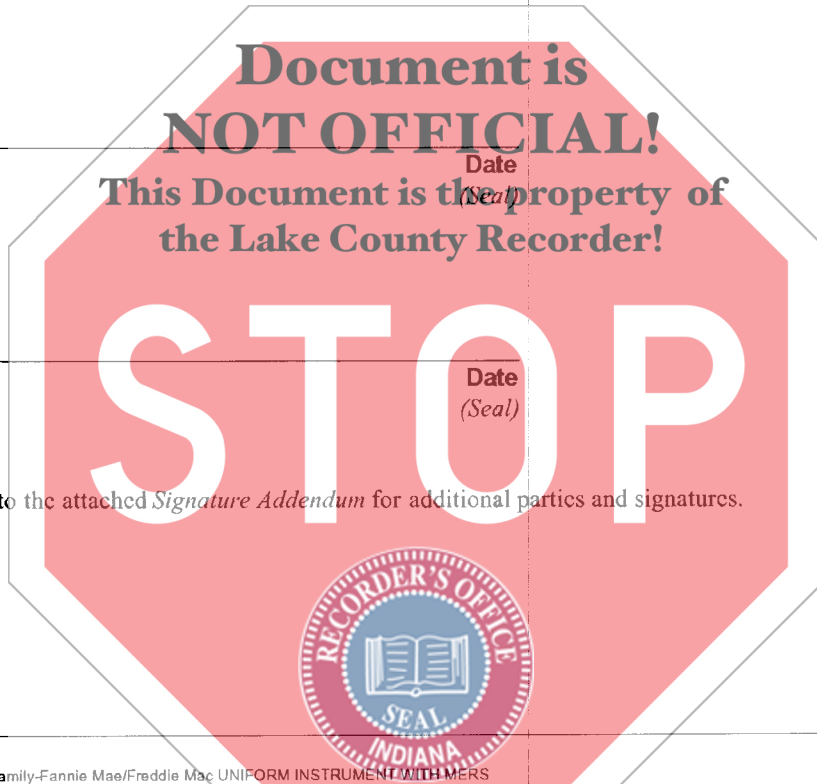 Document is
NOT OFFICIAL!
Date
This Document is the property of
(Seal)
the Lake County Recorder!
STOP
Date
(Seal)
to the attached Signature Addendum for additional parties and signatures.
RECORDER'S OFFICE
SEAL
INDIANA
amily-Fannie Mae/Freddie Mac UNIFORM INSTRUMENT WITH MERS